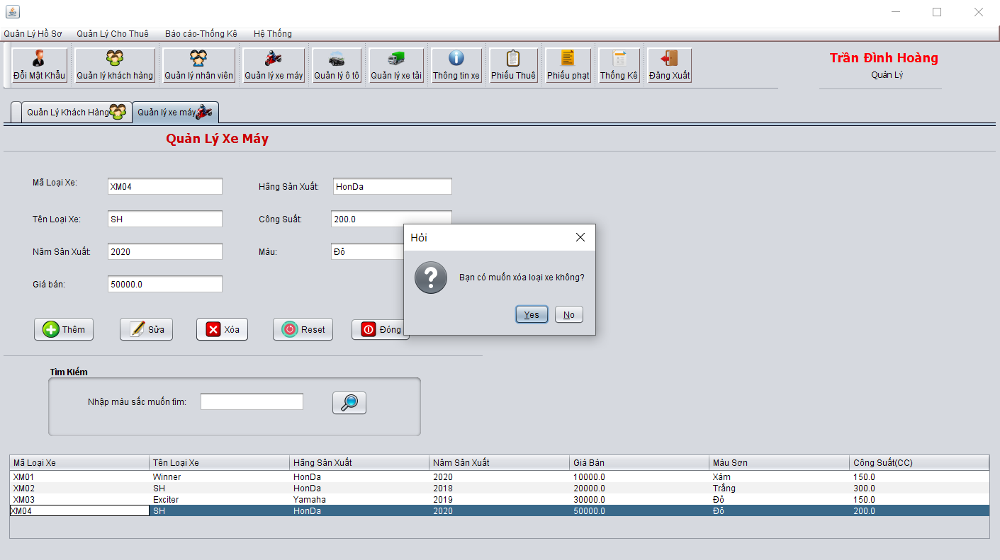 Quản Lý Hồ Sơ Quản Lý Cho Thuê Báo cáo-Thống Kê Hệ Thống
Đổi Mật Khẩu Quản lý khách hàng Quản lý nhân viên Quản lý xe máy Quản lý ô tô Quản lý xe tải Thông tin xe Phiếu Thuê Phiếu phạt Thống Kê Đăng Xuất
Trần Đình Hoàng
Quản Lý
Quản Lý Khách Hàng Quản lý xe máy
Quản Lý Xe Máy
Mã Loại Xe: XM04 Hãng Sản Xuất: HonDa
Tên Loại Xe: SH Công Suất: 200.0
Năm Sản Xuất: 2020 Màu: Đỏ
Giá bán: 50000.0
Hỏi
Bạn có muốn xóa loại xe không?
Yes No
Thêm Sửa Xóa Reset Đóng
Tìm Kiếm
Nhập màu sắc muốn tìm:
Mã Loại Xe Tên Loại Xe Hãng Sản Xuất Năm Sản Xuất Giá Bán Màu Sơn Công Suất(CC)
XM01 Winner HonDa 2020 10000.0 Xám 150.0
XM02 SH HonDa 2018 20000.0 Trắng 300.0
XM03 Exciter Yamaha 2019 30000.0 Đỏ 150.0
XM04 SH HonDa 2020 50000.0 Đỏ 200.0